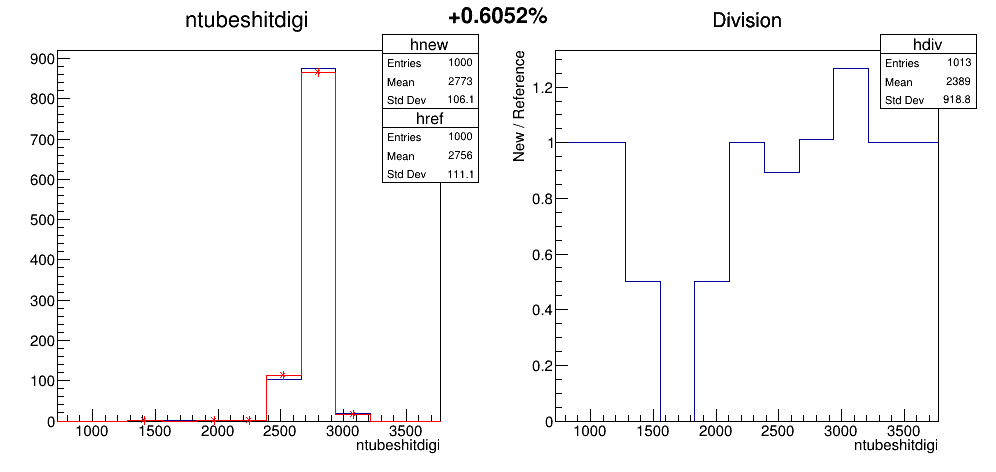 +0.6052%
ntubeshitdigi
hnew
Entries 1000
Mean 2773
Std Dev 106.1
href
Entries 1000
Mean 2756
Std Dev 111.1
900
800
700
600
500
400
300
200
100
0
1000 1500 2000 2500 3000 3500
ntubeshitdigi
Division
hdiv
Entries 1013
Mean 2389
Std Dev 918.8
New / Reference
1.2
1
0.8
0.6
0.4
0.2
0
1000 1500 2000 2500 3000 3500
ntubeshitdigi